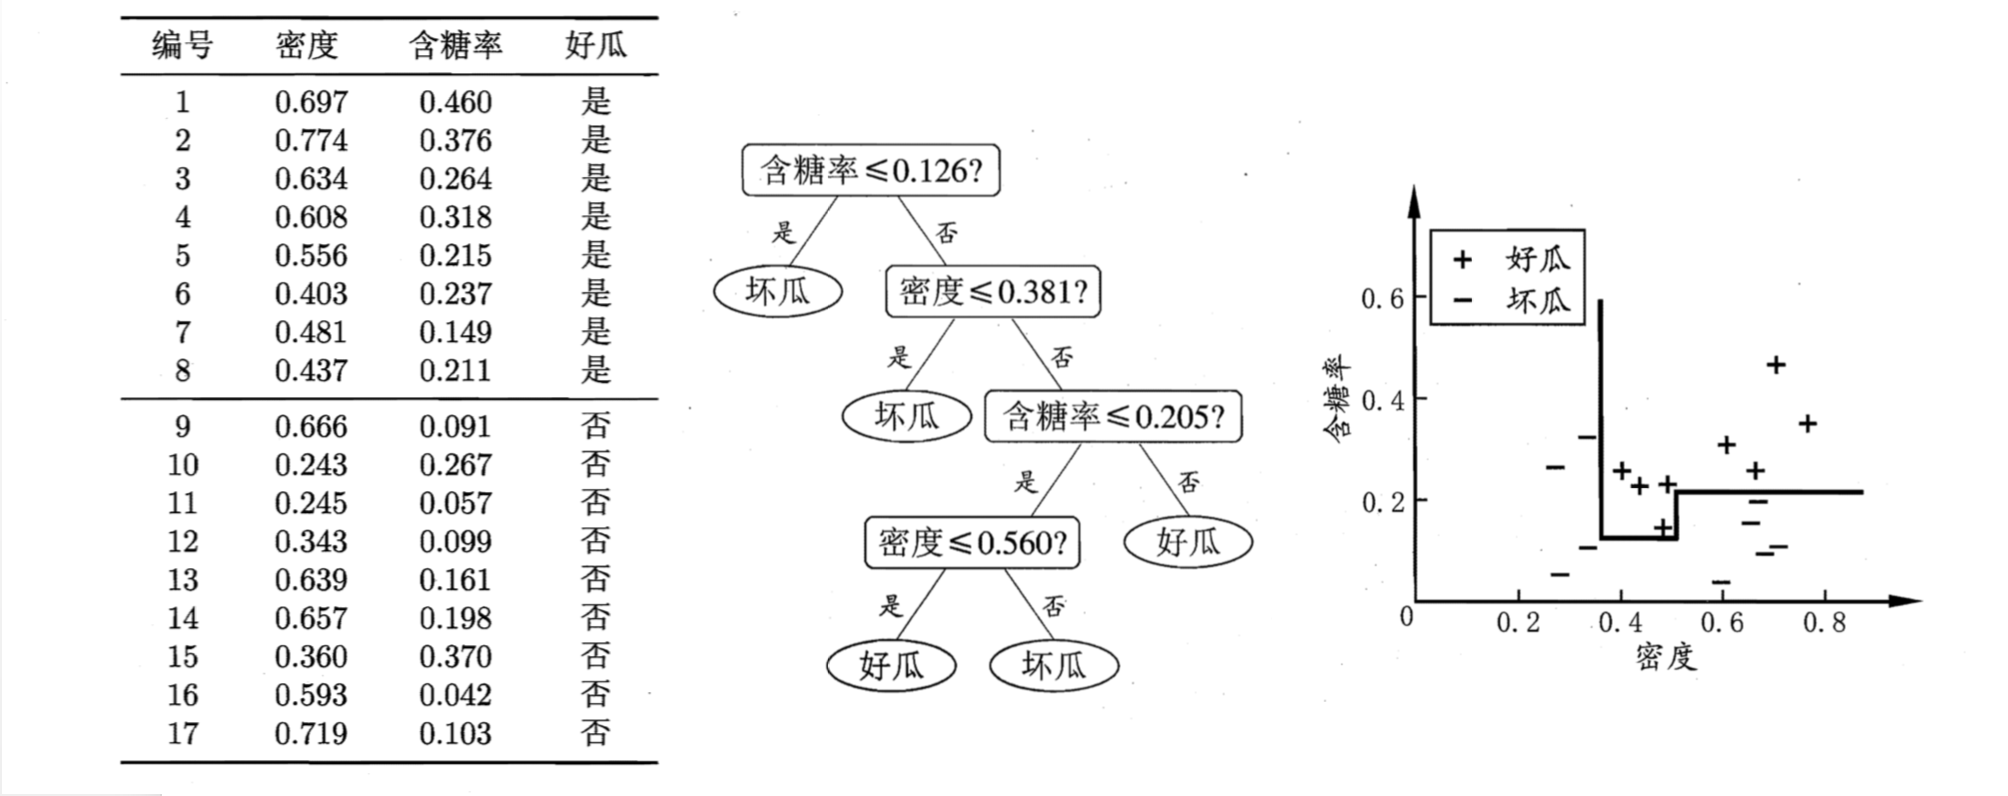 编号 密度 含糖率 好瓜
1 0.697 0.460 是
2 0.774 0.376 是
3 0.634 0.264 是
4 0.608 0.318 是
5 0.556 0.215 是
6 0.403 0.237 是
7 0.481 0.149 是
8 0.437 0.211 是
9 0.666 0.091 否
10 0.243 0.267 否
11 0.245 0.057 否
12 0.343 0.099 否
13 0.639 0.161 否
14 0.657 0.198 否
15 0.360 0.370 否
16 0.593 0.042 否
17 0.719 0.103 否
含糖率≤0.126?
是 否
坏瓜 密度≤0.381?
是 否
坏瓜 含糖率≤0.205?
是 否
密度≤0.560? 好瓜
是 否
好瓜 坏瓜
+ 好瓜
− 坏瓜
0.6
0.4
0.2
含糖率
0 0.2 0.4 0.6 0.8
密度